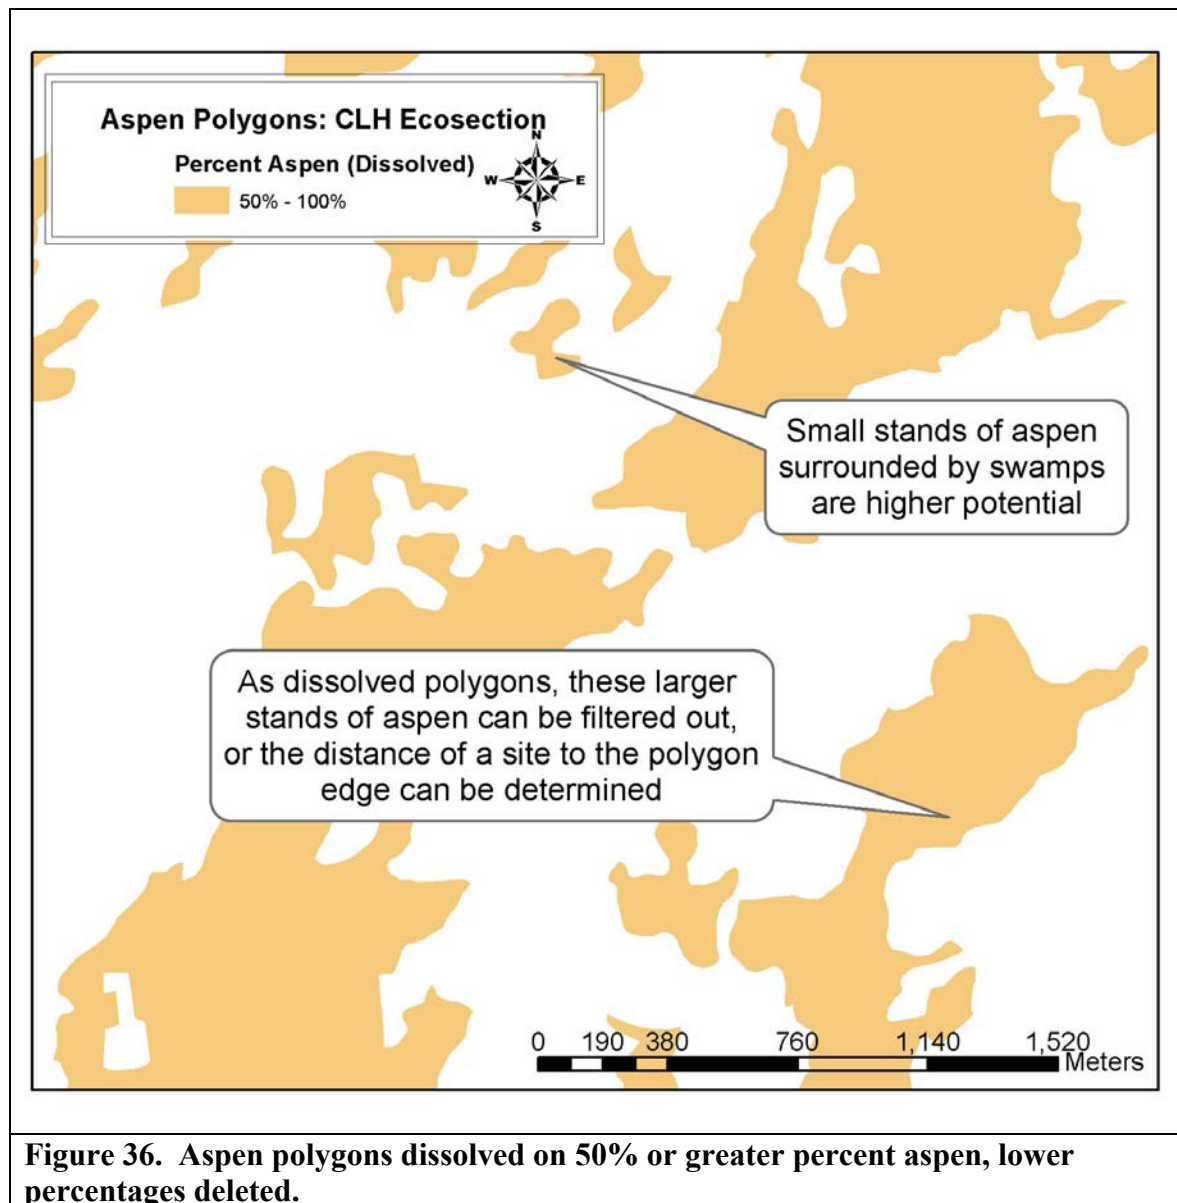 Aspen Polygons: CLH Ecosection
Percent Aspen (Dissolved)
50% - 100%
N
W E
S
Small stands of aspen
surrounded by swamps
are higher potential
As dissolved polygons, these larger
stands of aspen can be filtered out,
or the distance of a site to the polygon
edge can be determined
0 190 380 760 1,140 1,520
Meters
Figure 36. Aspen polygons dissolved on 50% or greater percent aspen, lower
percentages deleted.